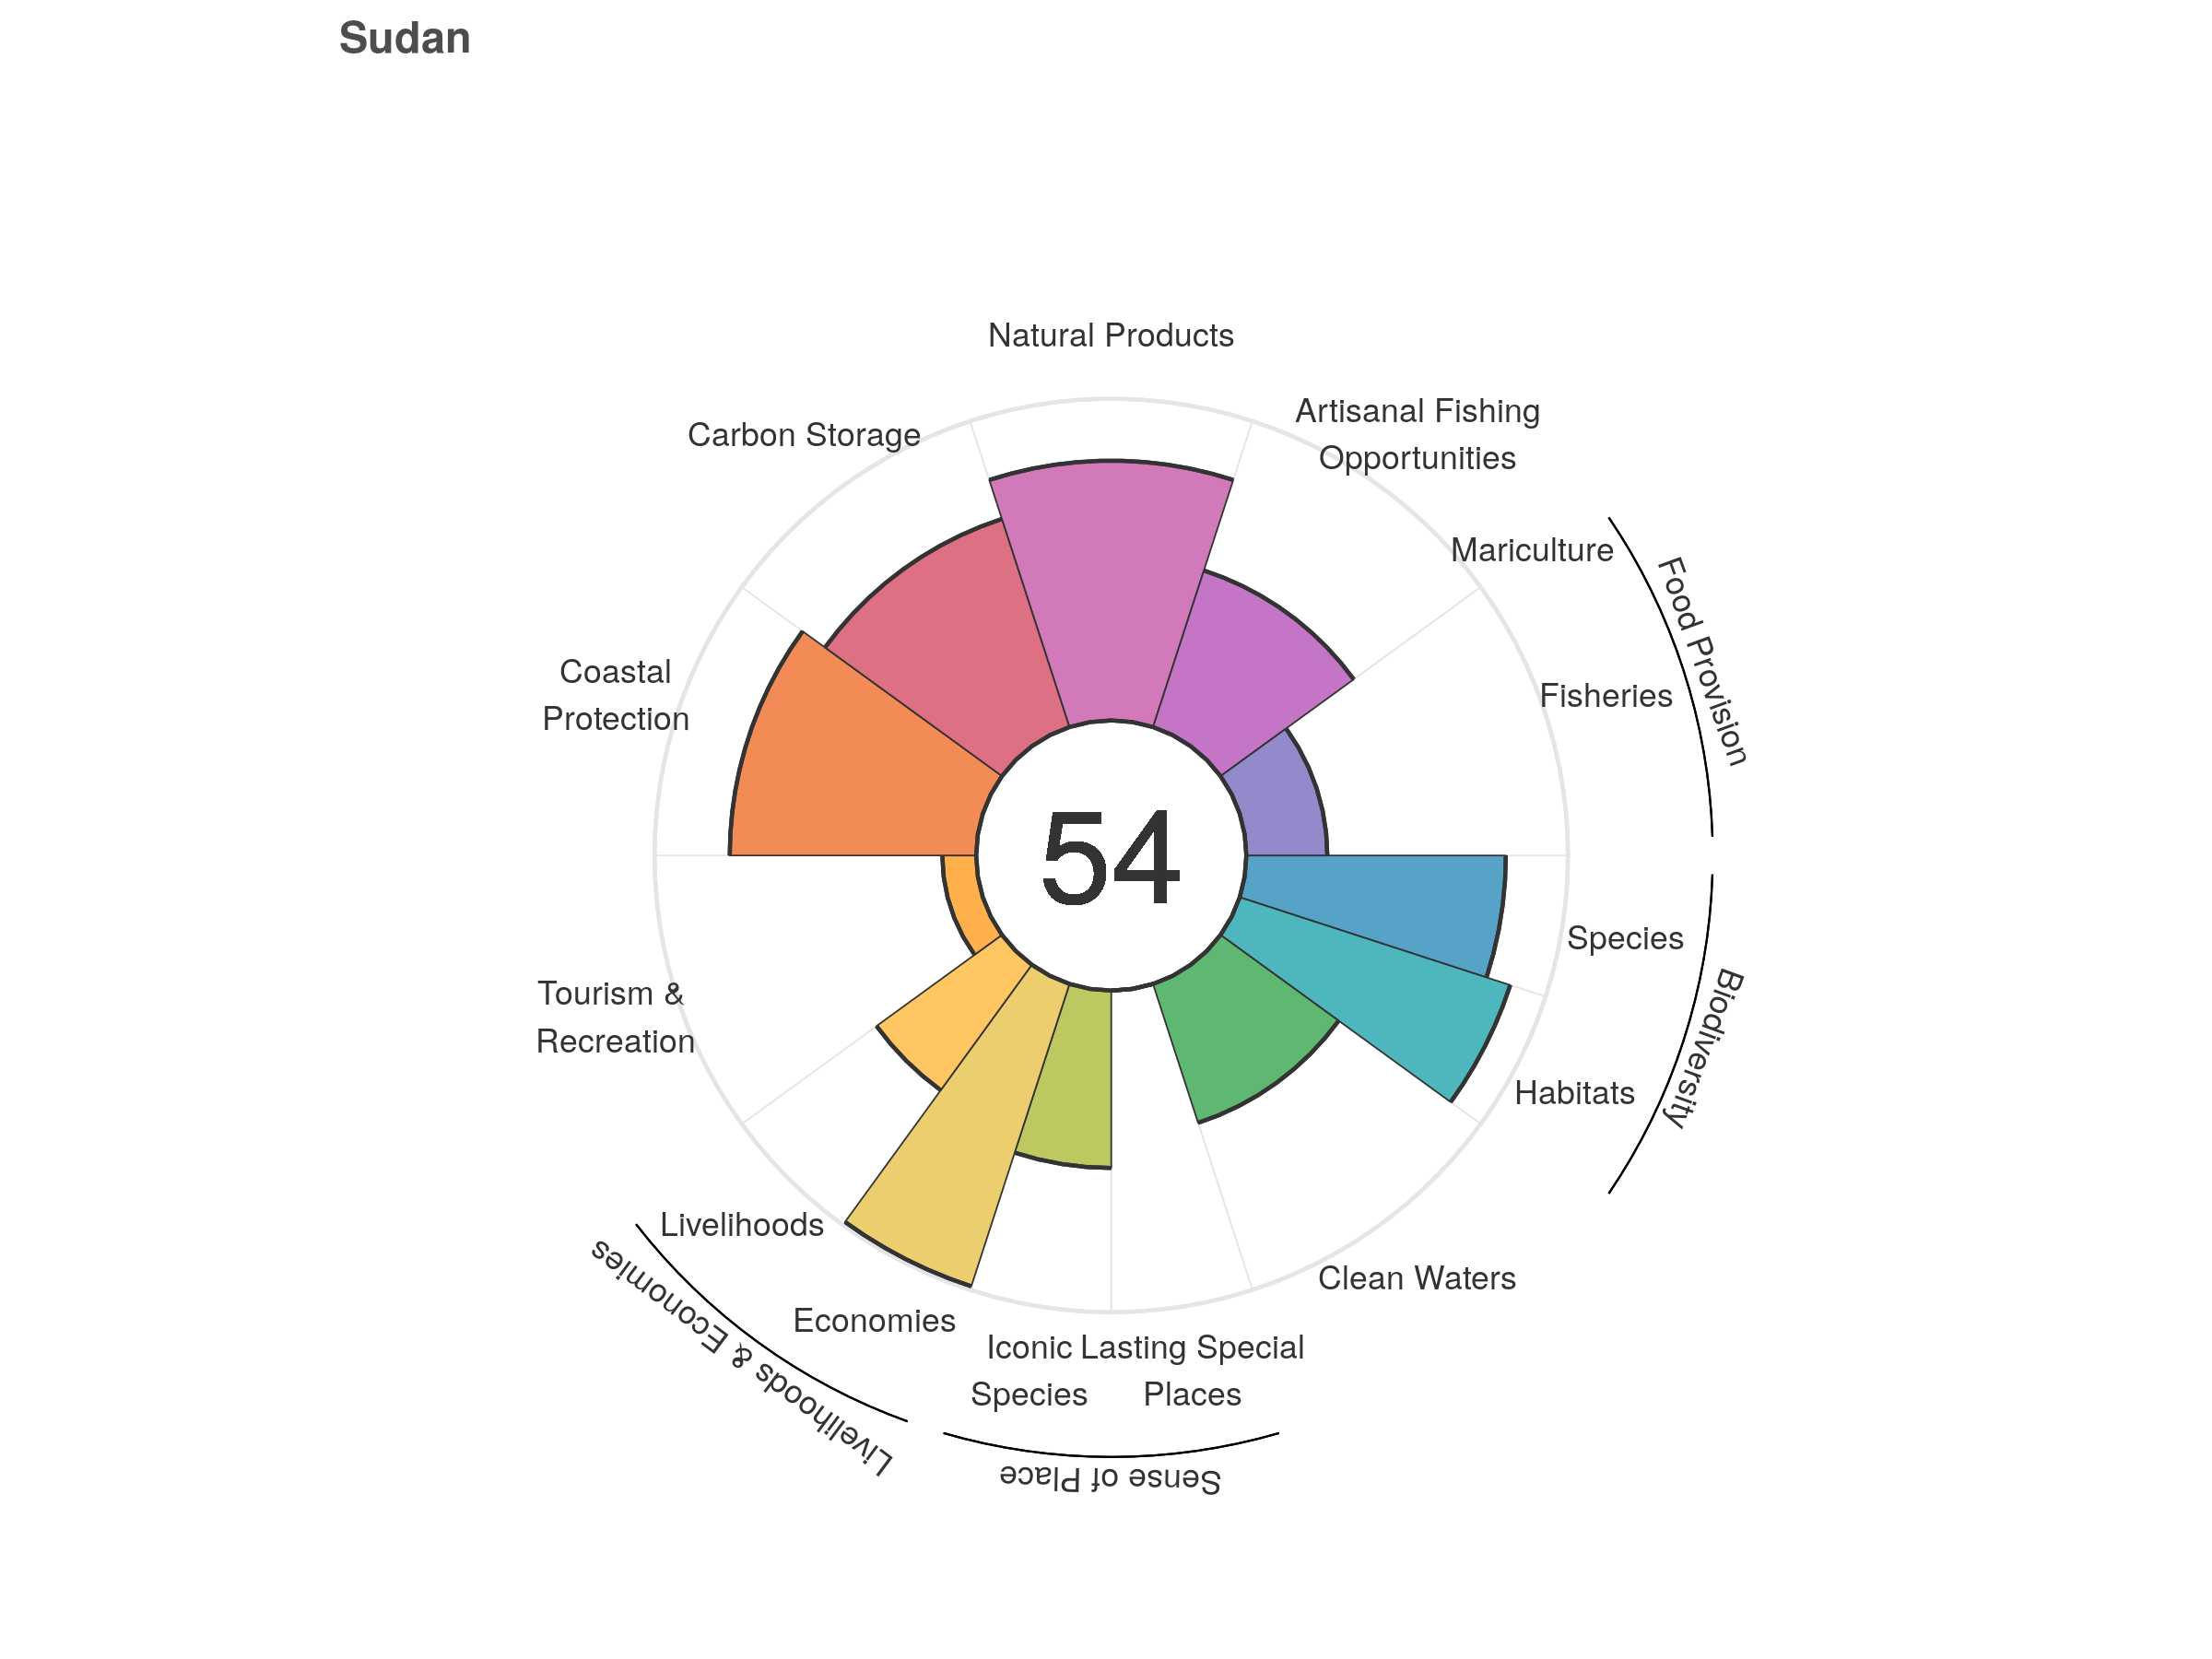 Sudan
Natural Products
Artisanal Fishing
Opportunities
Carbon Storage
Mariculture
Food Provision
Fisheries
Coastal
Protection
54
Species
Biodiversity
Tourism &
Recreation
Habitats
Livelihoods
Clean Waters
Economies
Livelihoods & Economies
Iconic
Species
Lasting Special
Places
Sense of Place